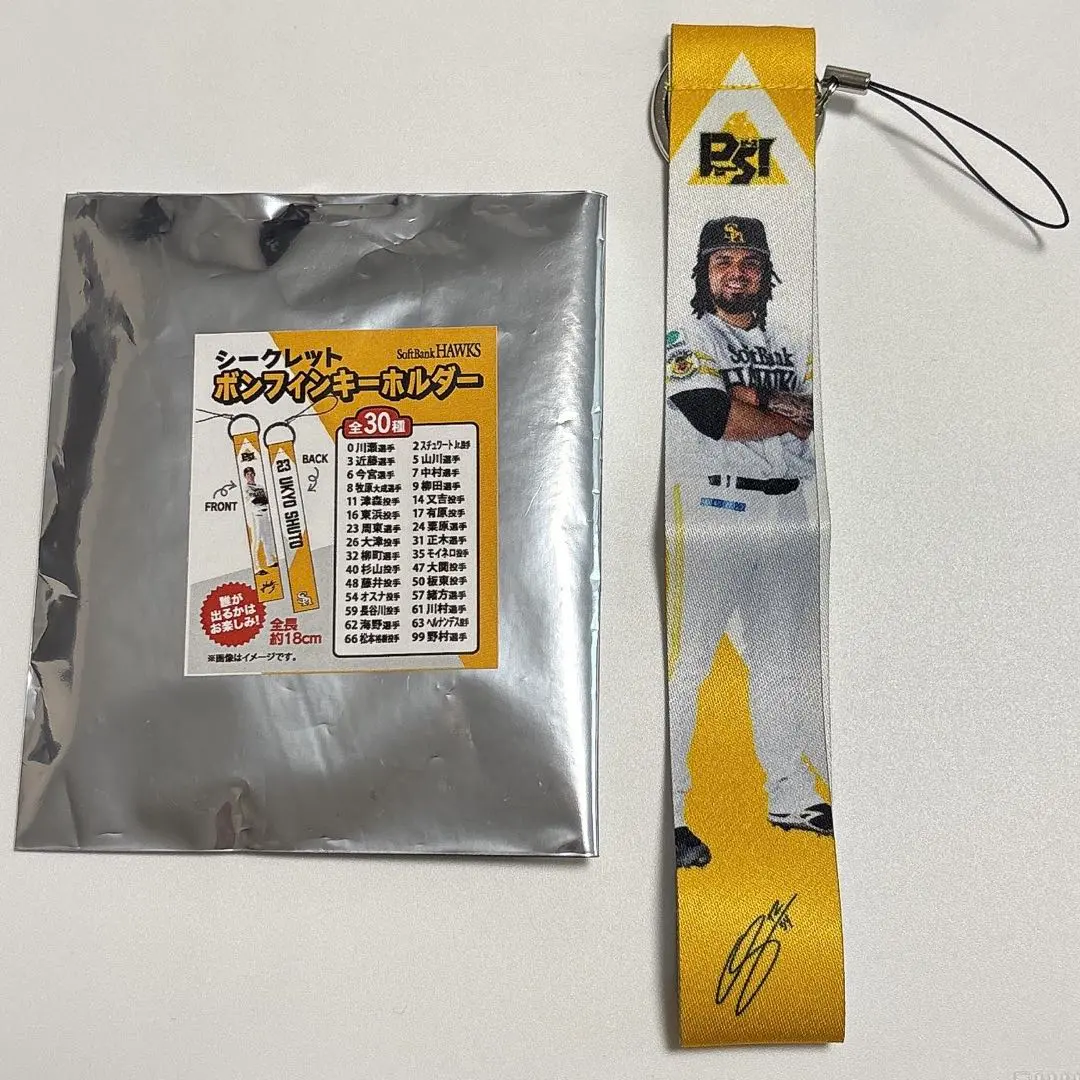 シークレット
SoftBank HAWKS
ボンフィンキーホルダー
全30種
FRONT
BACK
23 UKYO SHUTO
0 川瀬選手
2 スチュワートJr.投手
3 近藤選手
5 山川選手
6 今宮選手
7 中村選手
8 牧原大成選手
9 柳田選手
11 津森投手
14 又吉投手
16 東浜投手
17 有原投手
23 周東選手
24 栗原選手
26 大津投手
31 正木選手
32 柳町選手
35 モイネロ投手
40 杉山投手
47 大関投手
48 藤井投手
50 板東投手
54 オスナ投手
57 緒方選手
59 長谷川投手
61 川村選手
62 海野選手
63 ヘルナンデス投手
66 松本裕樹投手
99 野村選手
誰が
出るかは
お楽しみ!
全長
約18cm
※画像はイメージです。
SH
SoftBank
54